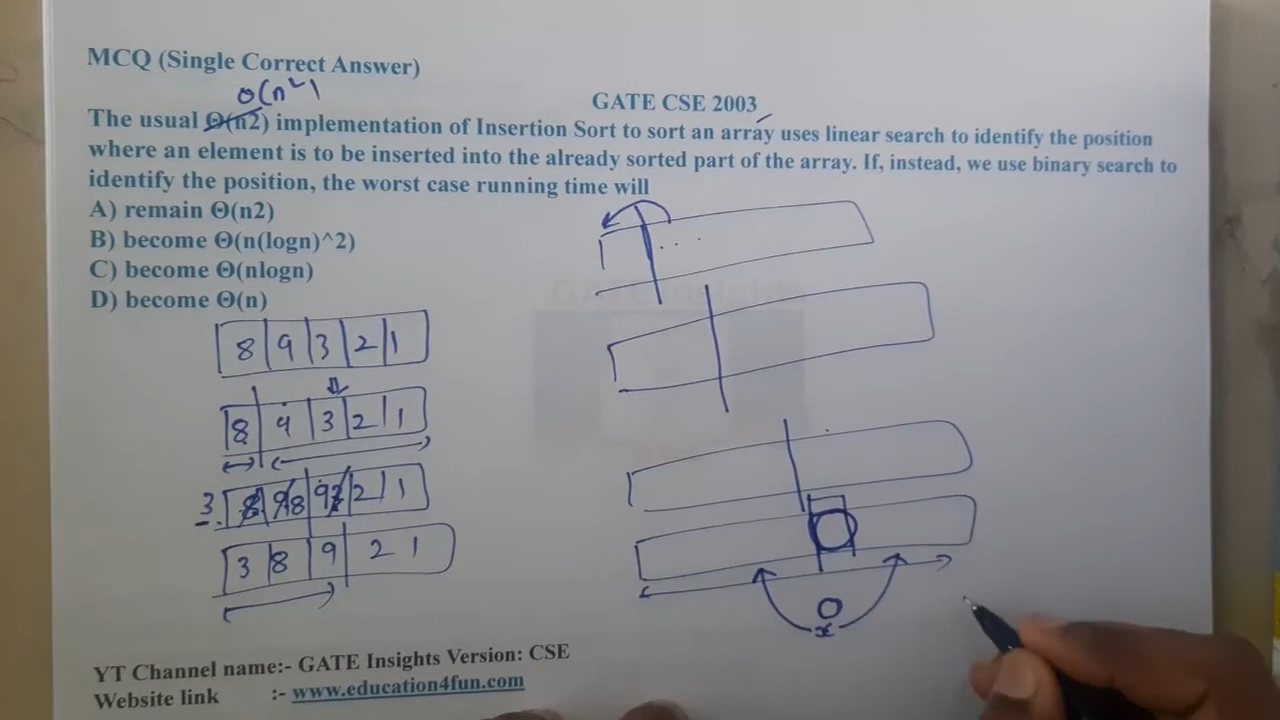 MCQ (Single Correct Answer)
O(n²)
GATE CSE 2003
The usual Θ(n2) implementation of Insertion Sort to sort an array uses linear search to identify the position
where an element is to be inserted into the already sorted part of the array. If, instead, we use binary search to
identify the position, the worst case running time will
A) remain Θ(n2)
B) become Θ(n(logn)^2)
C) become Θ(nlogn)
D) become Θ(n)
8 9 3 2 1
8 9 3 2 1
3. 8 9 8 9 3 2 1
3 8 9 2 1
x
YT Channel name:- GATE Insights Version: CSE
Website link :- www.education4fun.com